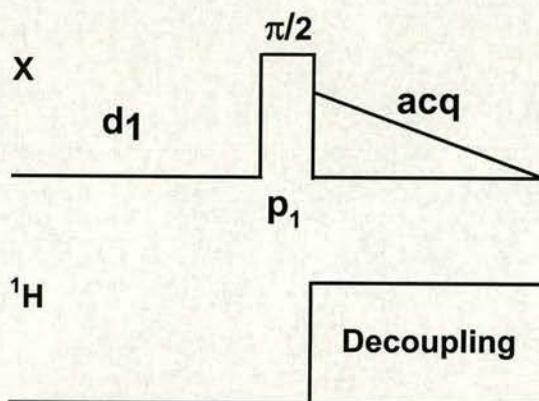 π/2
X
acq
d1
p₁
¹H
Decoupling